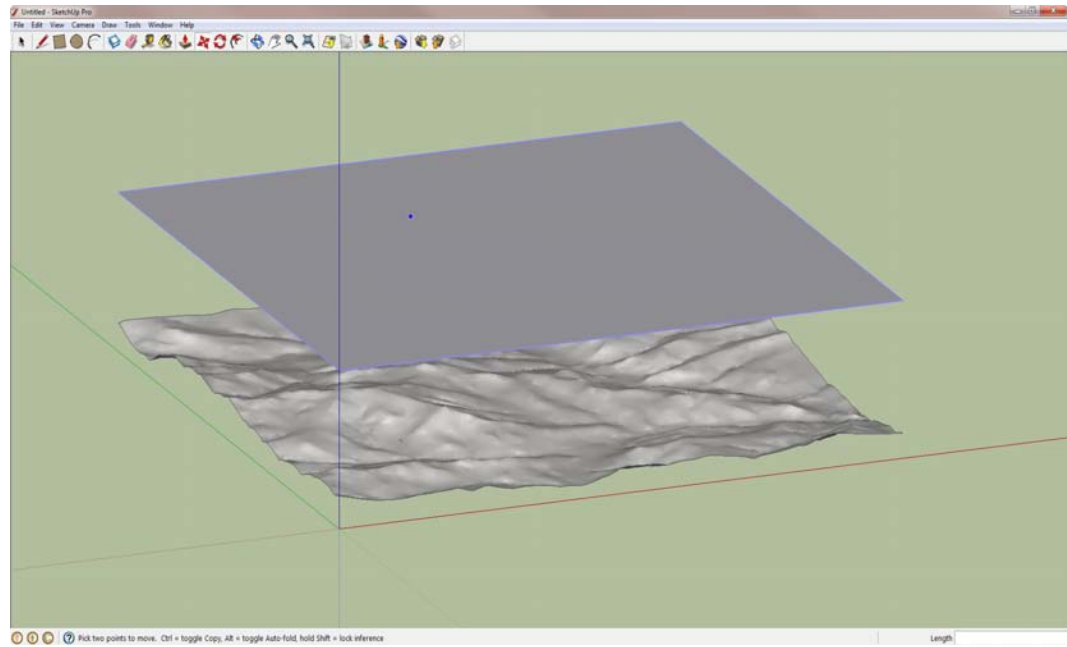 Untitled - SketchUp Pro
File Edit View Camera Draw Tools Window Help
Pick two points to move. Ctrl = toggle Copy, Alt = toggle Auto-fold, hold Shift = lock inference
Length